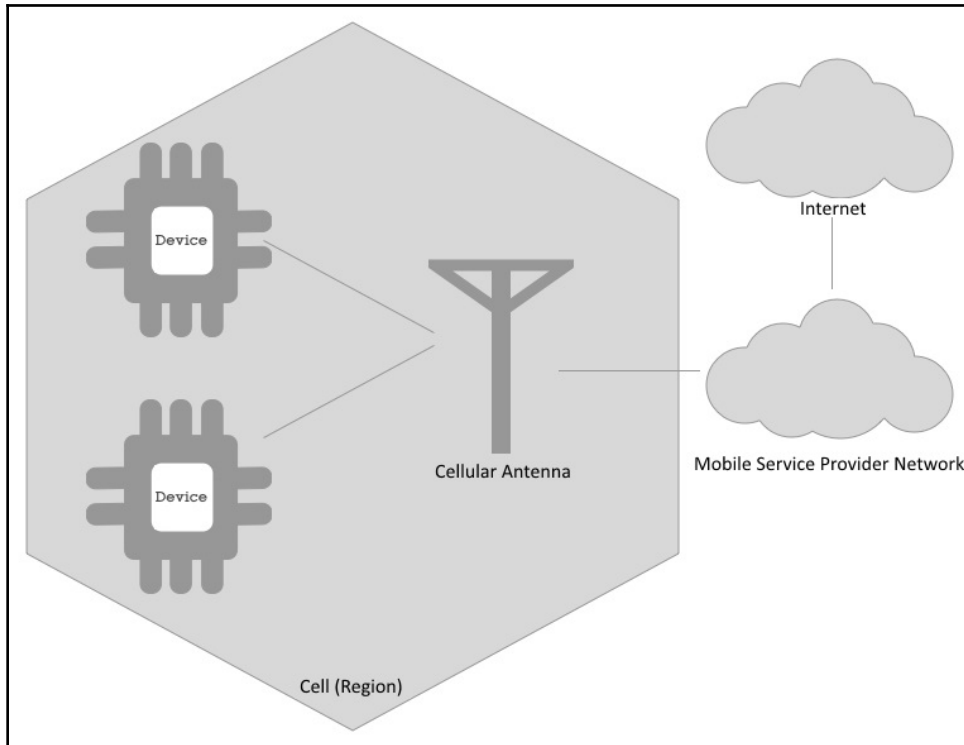 Device
Internet
Device
Cellular Antenna
Mobile Service Provider Network
Cell (Region)